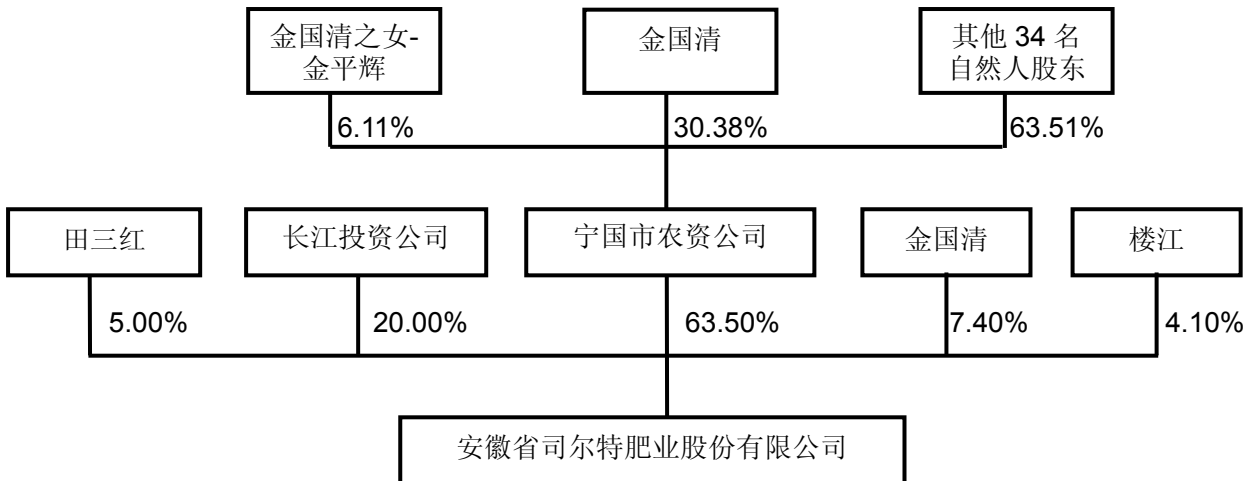 金国清之女-
金平辉
金国清
其他 34 名
自然人股东
6.11%
30.38%
63.51%
田三红
长江投资公司
宁国市农资公司
金国清
楼江
5.00%
20.00%
63.50%
7.40%
4.10%
安徽省司尔特肥业股份有限公司